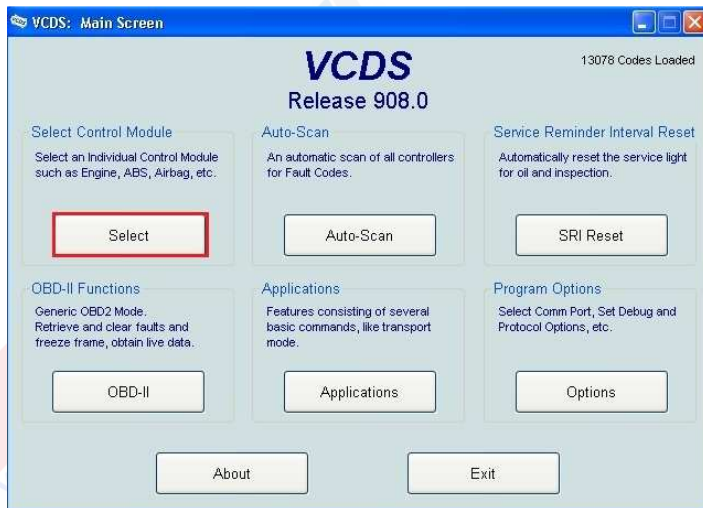 VCDS: Main Screen
VCDS
Release 908.0
13078 Codes Loaded
Select Control Module
Select an Individual Control Module
such as Engine, ABS, Airbag, etc.
Select
Auto-Scan
An automatic scan of all controllers
for Fault Codes.
Auto-Scan
Service Reminder Interval Reset
Automatically reset the service light
for oil and inspection.
SRI Reset
OBD-II Functions
Generic OBD2 Mode.
Retrieve and clear faults and
freeze frame, obtain live data.
OBD-II
Applications
Features consisting of several
basic commands, like transport
mode.
Applications
Program Options
Select Comm Port, Set Debug and
Protocol Options, etc.
Options
About
Exit